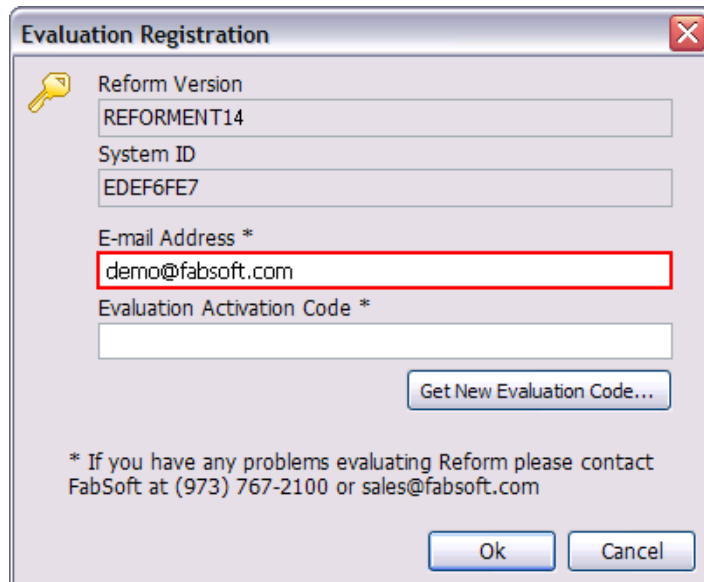 Evaluation Registration
Reform Version
REFORMENT14
System ID
EDEF6FE7
E-mail Address *
demo@fabsoft.com
Evaluation Activation Code *
Get New Evaluation Code...
* If you have any problems evaluating Reform please contact
FabSoft at (973) 767-2100 or sales@fabsoft.com
Ok
Cancel